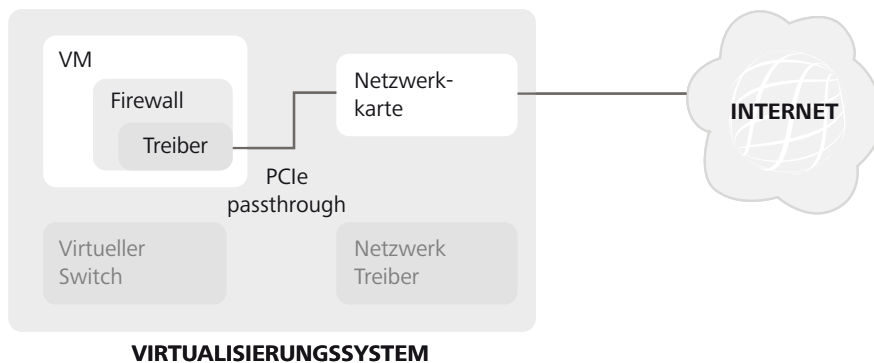 VM
Firewall
Treiber
Netzwerk-
karte
INTERNET
PCIe
passthrough
Virtueller
Switch
Netzwerk
Treiber
VIRTUALISIERUNGSSYSTEM